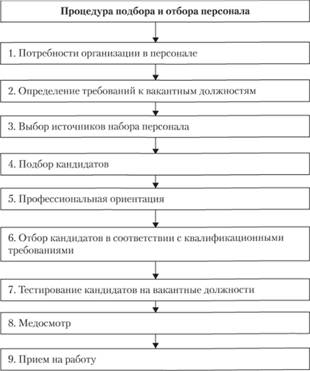 Процедура подбора и отбора персонала
1. Потребности организации в персонале
2. Определение требований к вакантным должностям
3. Выбор источников набора персонала
4. Подбор кандидатов
5. Профессиональная ориентация
6. Отбор кандидатов в соответствии с квалификационными
требованиями
7. Тестирование кандидатов на вакантные должности
8. Медосмотр
9. Прием на работу